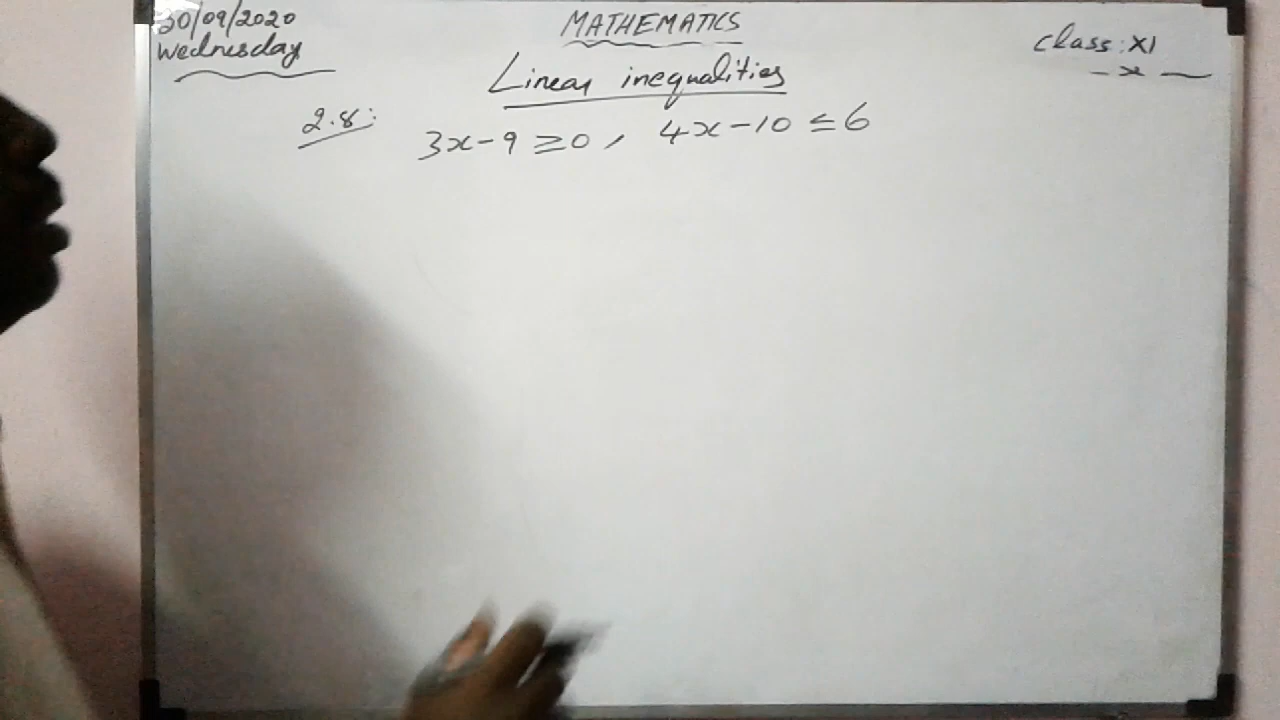 30/09/2020
Wednesday
MATHEMATICS
Class: XI
- x -
Linear inequalities
2.8: 3x-9 ≥0, 4x-10 ≤6